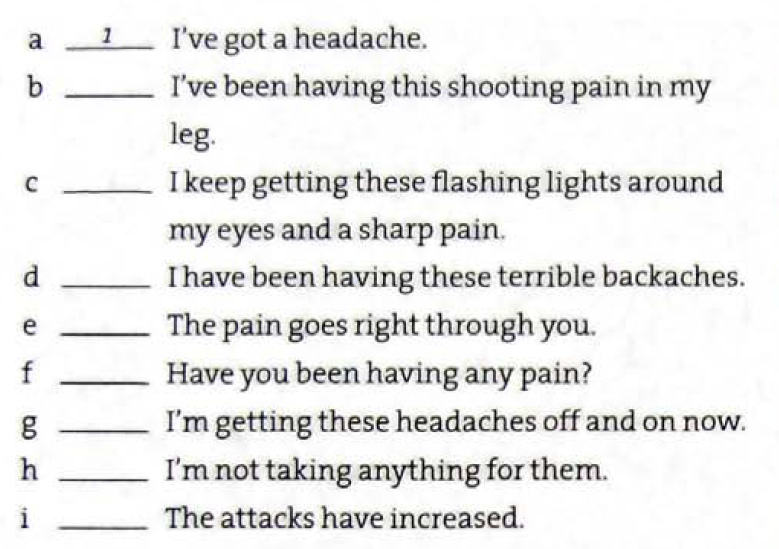 a 1 I've got a headache.
b ______ I've been having this shooting pain in my
leg.
c ______ I keep getting these flashing lights around
my eyes and a sharp pain.
d ______ I have been having these terrible backaches.
e ______ The pain goes right through you.
f ______ Have you been having any pain?
g ______ I'm getting these headaches off and on now.
h ______ I'm not taking anything for them.
i ______ The attacks have increased.